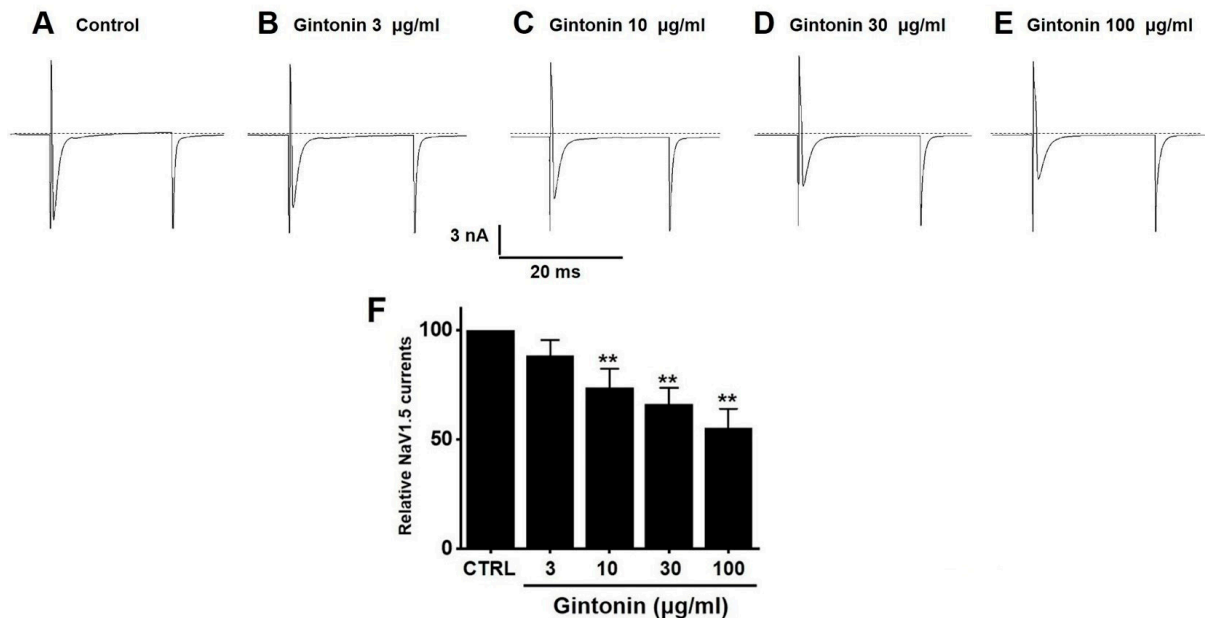 A Control
B Gintonin 3 µg/ml
C Gintonin 10 µg/ml
D Gintonin 30 µg/ml
E Gintonin 100 µg/ml
3 nA
20 ms
F
Relative NaV1.5 currents
100
50
0
** ** **
CTRL 3 10 30 100
Gintonin (µg/ml)